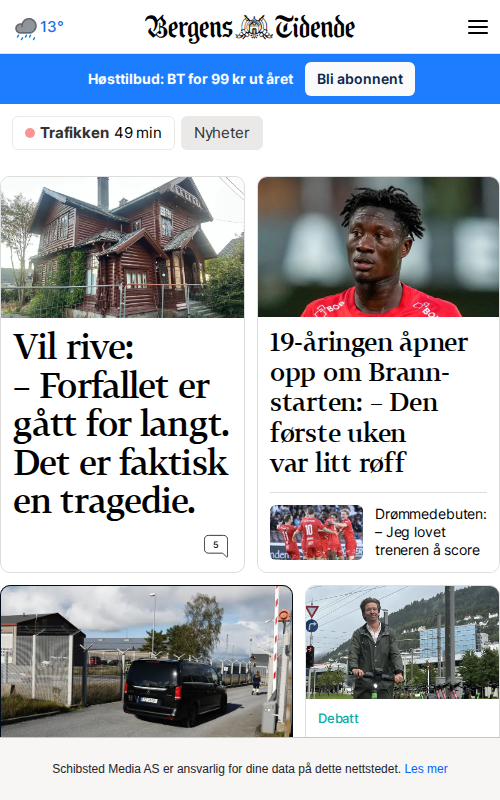 13°
Bergens Tidende
Høsttilbud: BT for 99 kr ut året
Bli abonnent
Trafikken 49 min
Nyheter
Vil rive:
– Forfallet er
gått for langt.
Det er faktisk
en tragedie.
5
19-åringen åpner
opp om Brann-
starten: – Den
første uken
var litt røff
Drømmedebuten:
– Jeg lovet
treneren å score
Debatt
Schibsted Media AS er ansvarlig for dine data på dette nettstedet. Les mer